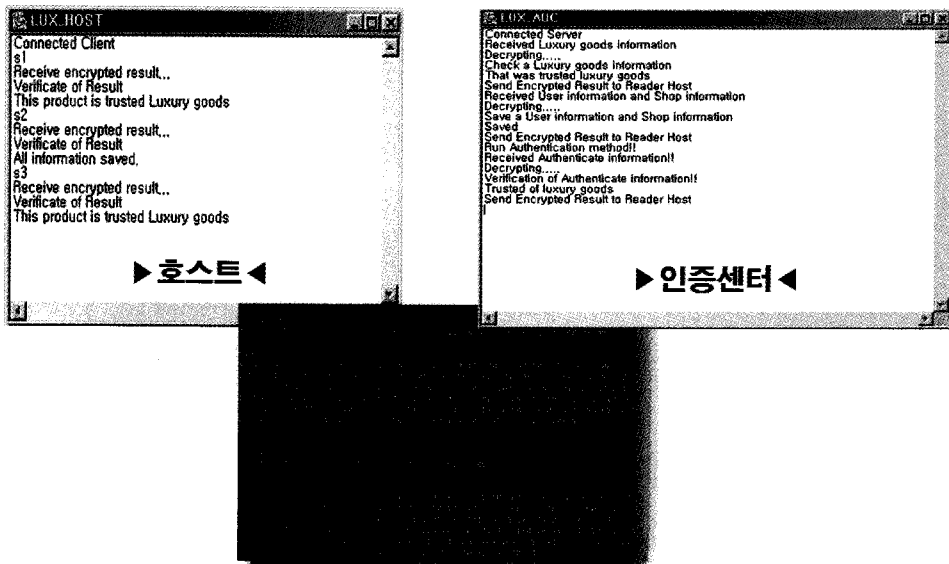 LUX_HOST
Connected Client
s1
Receive encrypted result...
Verificate of Result
This product is trusted Luxury goods
s2
Receive encrypted result...
Verificate of Result
All information saved.
s3
Receive encrypted result...
Verificate of Result
This product is trusted Luxury goods
▶호스트◀
LUX_AUC
Connected Server
Received Luxury goods information
Decrypting.....
Check a Luxury goods information
That was trusted luxury goods
Send Encrypted Result to Reader Host
Received User information and Shop information
Decrypting.....
Save a User information and Shop information
Saved
Send Encrypted Result to Reader Host
Run Authentication method!!
Received Authenticate information!!
Decrypting.....
Verification of Authenticate information!!
Trusted of luxury goods
Send Encrypted Result to Reader Host
▶인증센터◀